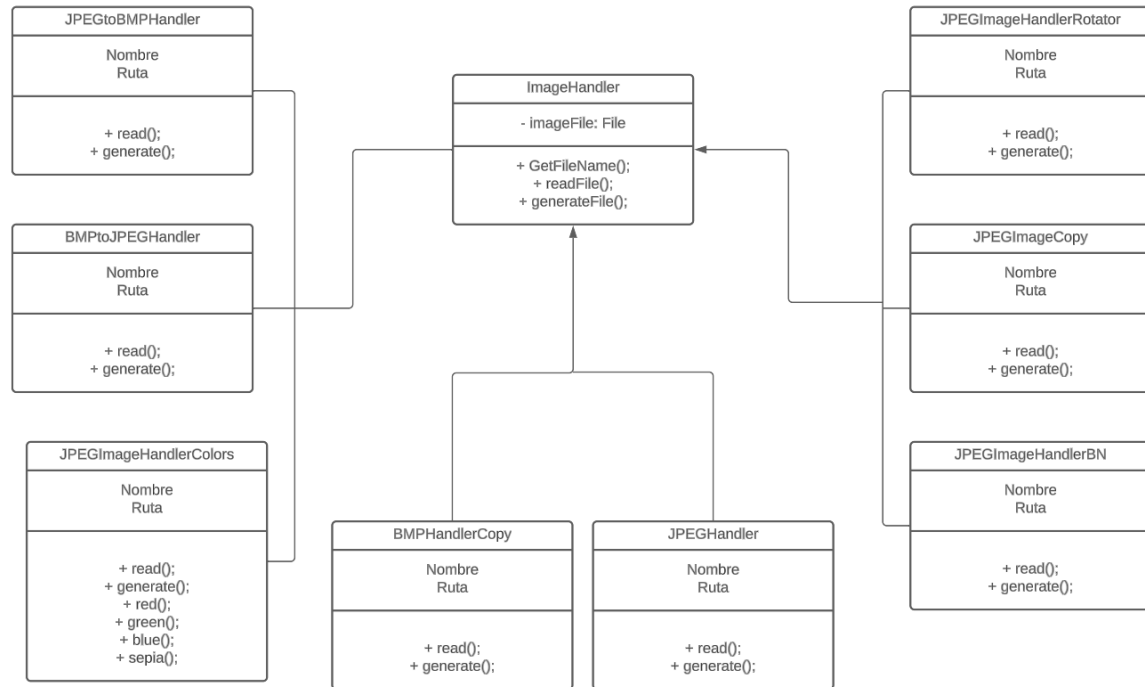 JPEGtoBMPHandler
Nombre
Ruta
+ read();
+ generate();
BMPtoJPEGHandler
Nombre
Ruta
+ read();
+ generate();
JPEGImageHandlerColors
Nombre
Ruta
+ read();
+ generate();
+ red();
+ green();
+ blue();
+ sepia();
ImageHandler
- imageFile: File
+ GetFileName();
+ readFile();
+ generateFile();
BMPHandlerCopy
Nombre
Ruta
+ read();
+ generate();
JPEGHandler
Nombre
Ruta
+ read();
+ generate();
JPEGImageHandlerRotator
Nombre
Ruta
+ read();
+ generate();
JPEGImageCopy
Nombre
Ruta
+ read();
+ generate();
JPEGImageHandlerBN
Nombre
Ruta
+ read();
+ generate();